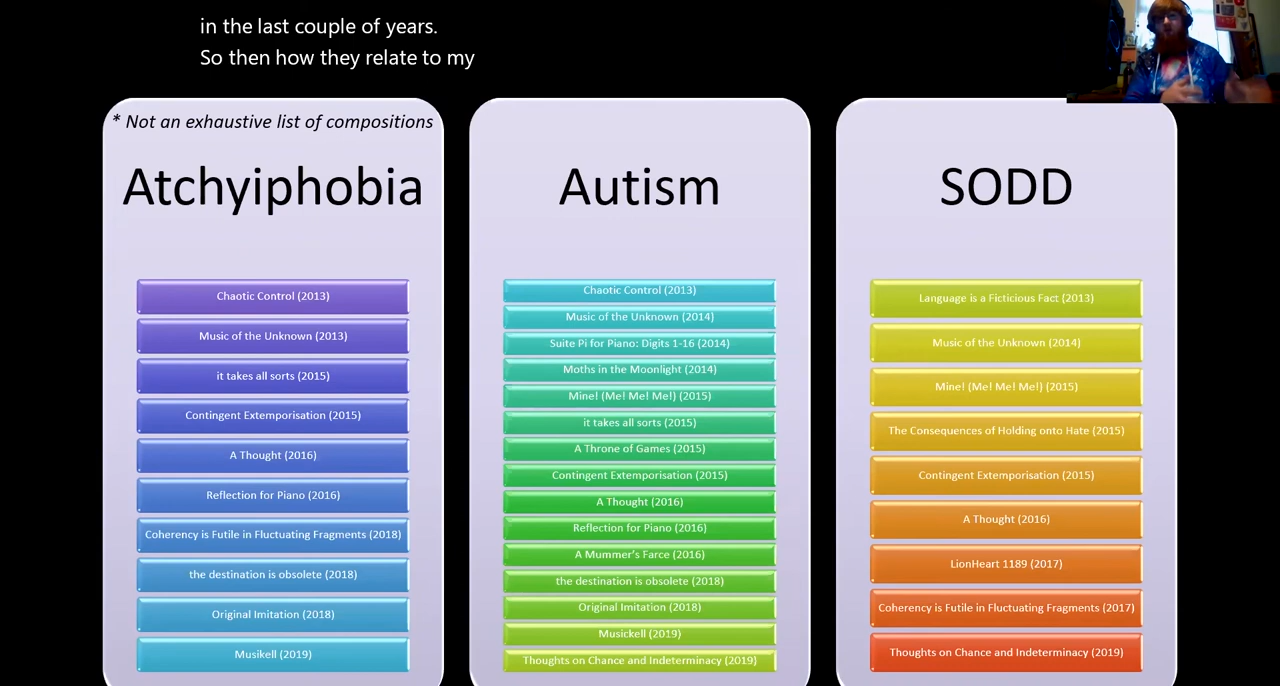 in the last couple of years.
So then how they relate to my
* Not an exhaustive list of compositions
Atchyiphobia
Chaotic Control (2013)
Music of the Unknown (2013)
it takes all sorts (2015)
Contingent Extemporisation (2015)
A Thought (2016)
Reflection for Piano (2016)
Coherency is Futile in Fluctuating Fragments (2018)
the destination is obsolete (2018)
Original Imitation (2018)
Musikell (2019)
Autism
Chaotic Control (2013)
Music of the Unknown (2014)
Suite Pi for Piano: Digits 1-16 (2014)
Moths in the Moonlight (2014)
Mine! (Me! Me! Me!) (2015)
it takes all sorts (2015)
A Throne of Games (2015)
Contingent Extemporisation (2015)
A Thought (2016)
Reflection for Piano (2016)
A Mummer's Farce (2016)
the destination is obsolete (2018)
Original Imitation (2018)
Musickell (2019)
Thoughts on Chance and Indeterminacy (2019)
SODD
Language is a Ficticious Fact (2013)
Music of the Unknown (2014)
Mine! (Me! Me! Me!) (2015)
The Consequences of Holding onto Hate (2015)
Contingent Extemporisation (2015)
A Thought (2016)
LionHeart 1189 (2017)
Coherency is Futile in Fluctuating Fragments (2017)
Thoughts on Chance and Indeterminacy (2019)